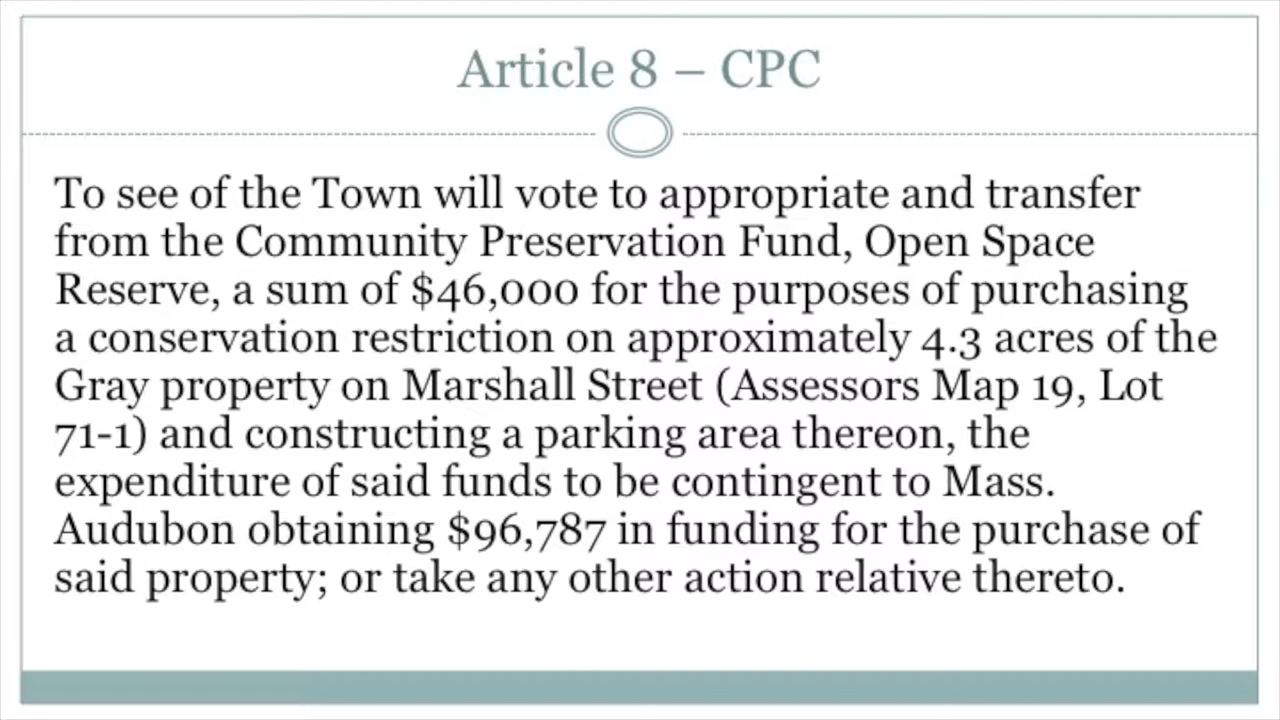 Article 8 – CPC
To see of the Town will vote to appropriate and transfer
from the Community Preservation Fund, Open Space
Reserve, a sum of $46,000 for the purposes of purchasing
a conservation restriction on approximately 4.3 acres of the
Gray property on Marshall Street (Assessors Map 19, Lot
71-1) and constructing a parking area thereon, the
expenditure of said funds to be contingent to Mass.
Audubon obtaining $96,787 in funding for the purchase of
said property; or take any other action relative thereto.